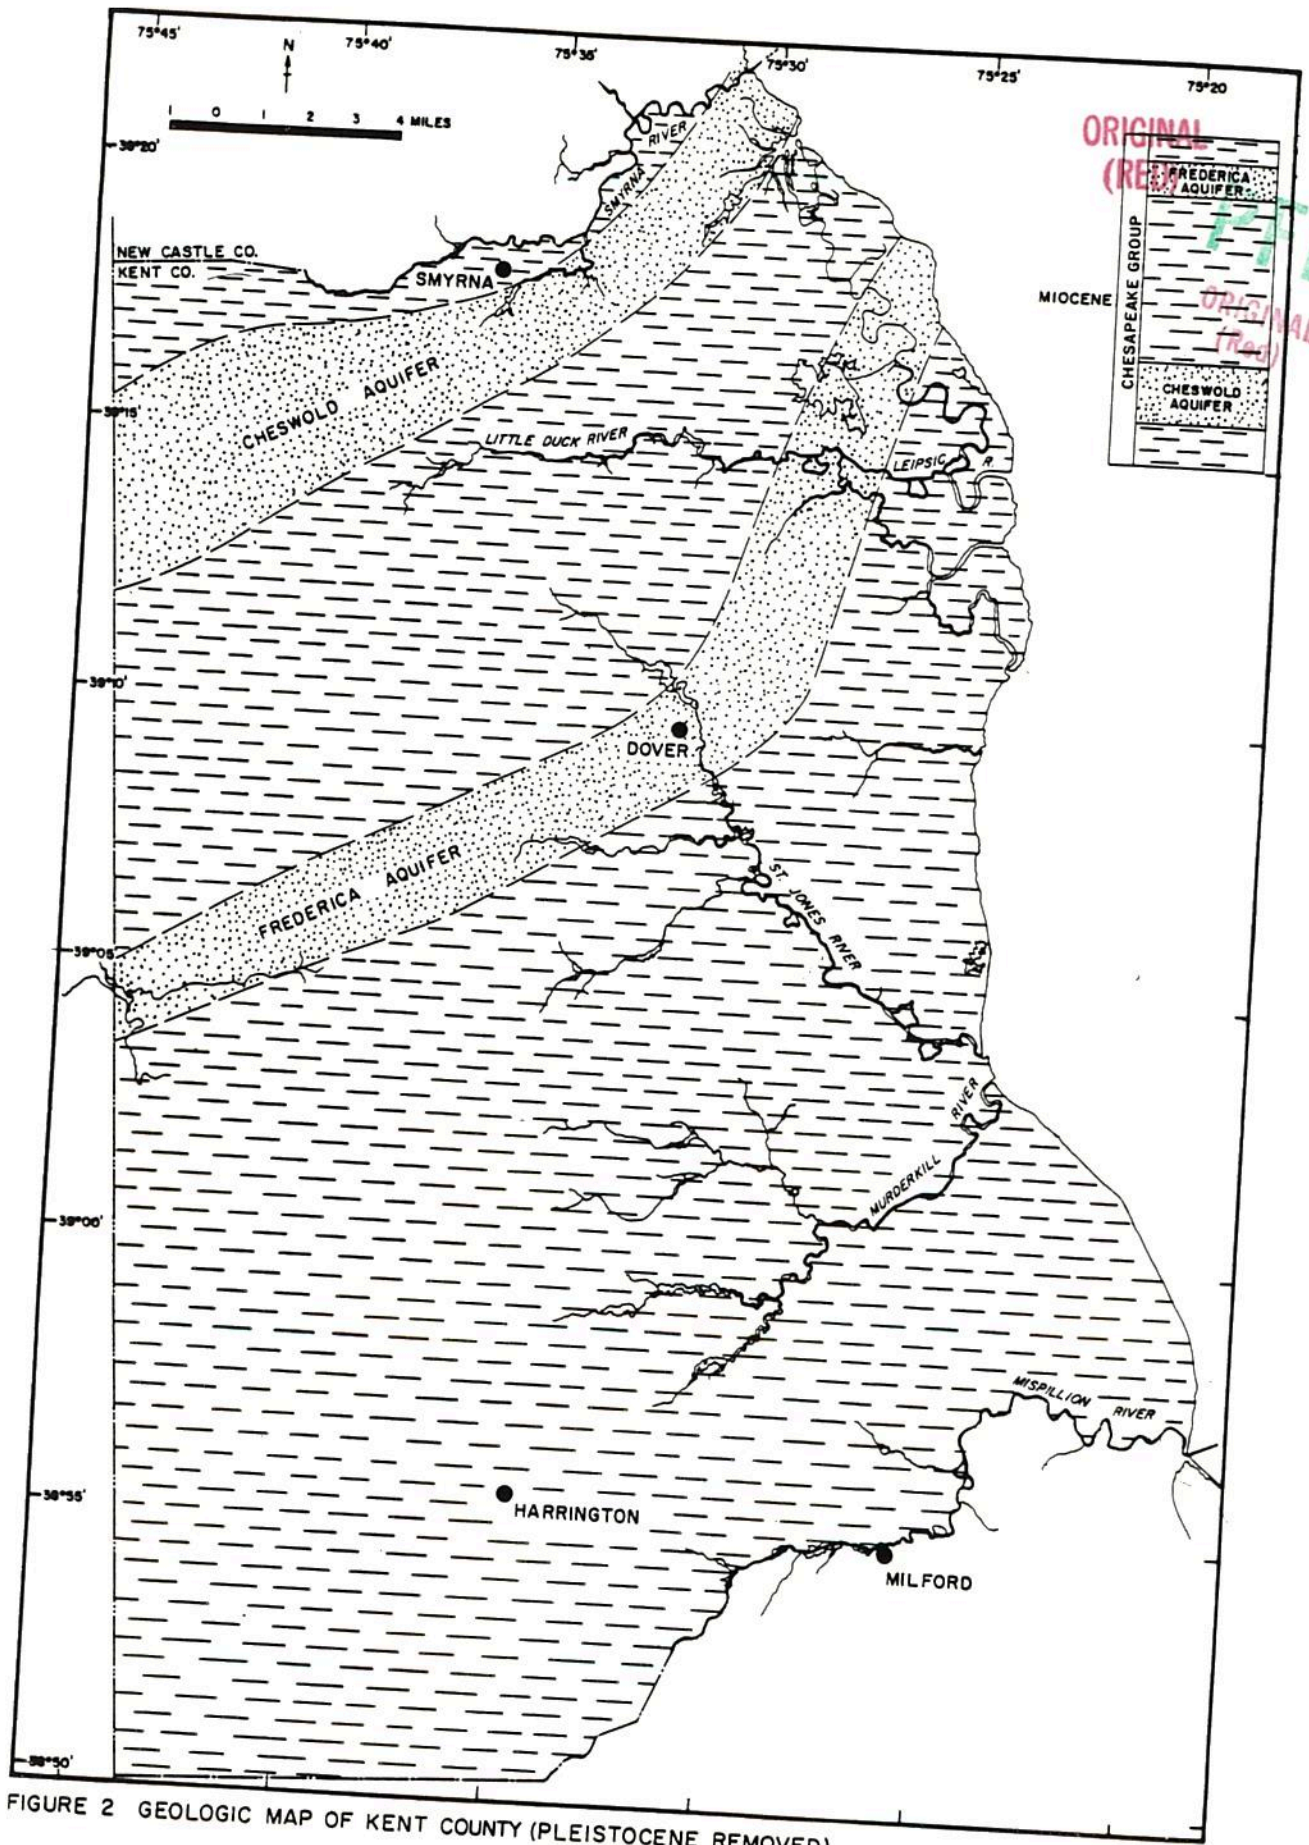 75°45'
75°40'
75°35'
75°30'
75°25'
75°20'
N
1 0 1 2 3 4 MILES
39°20'
39°15'
39°10'
39°05'
39°00'
38°55'
38°50'
NEW CASTLE CO.
KENT CO.
SMYRNA
SMYRNA RIVER
CHESWOLD AQUIFER
LITTLE DUCK RIVER
LEIPSIC R.
DOVER
FREDERICA AQUIFER
ST. JONES RIVER
MURDERKILL RIVER
MISPILLION RIVER
HARRINGTON
MILFORD
ORIGINAL
(RED)
ORIGINAL
(Red)
MIOCENE
CHESAPEAKE GROUP
FREDERICA
AQUIFER
CHESWOLD
AQUIFER
FIGURE 2 GEOLOGIC MAP OF KENT COUNTY (PLEISTOCENE REMOVED)